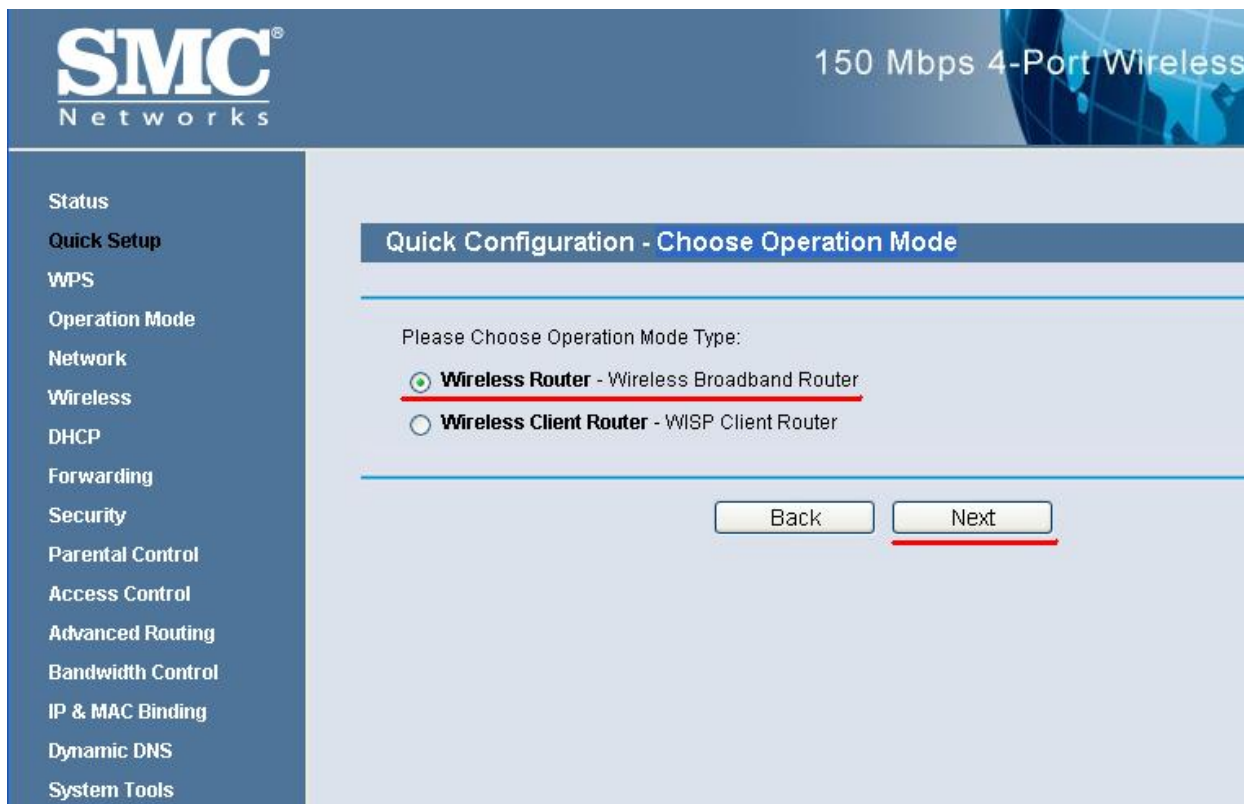 SMC®
Networks
150 Mbps 4-Port Wireless
Status
Quick Setup
WPS
Operation Mode
Network
Wireless
DHCP
Forwarding
Security
Parental Control
Access Control
Advanced Routing
Bandwidth Control
IP & MAC Binding
Dynamic DNS
System Tools
Quick Configuration - Choose Operation Mode
Please Choose Operation Mode Type:
Wireless Router - Wireless Broadband Router
Wireless Client Router - WISP Client Router
Back Next